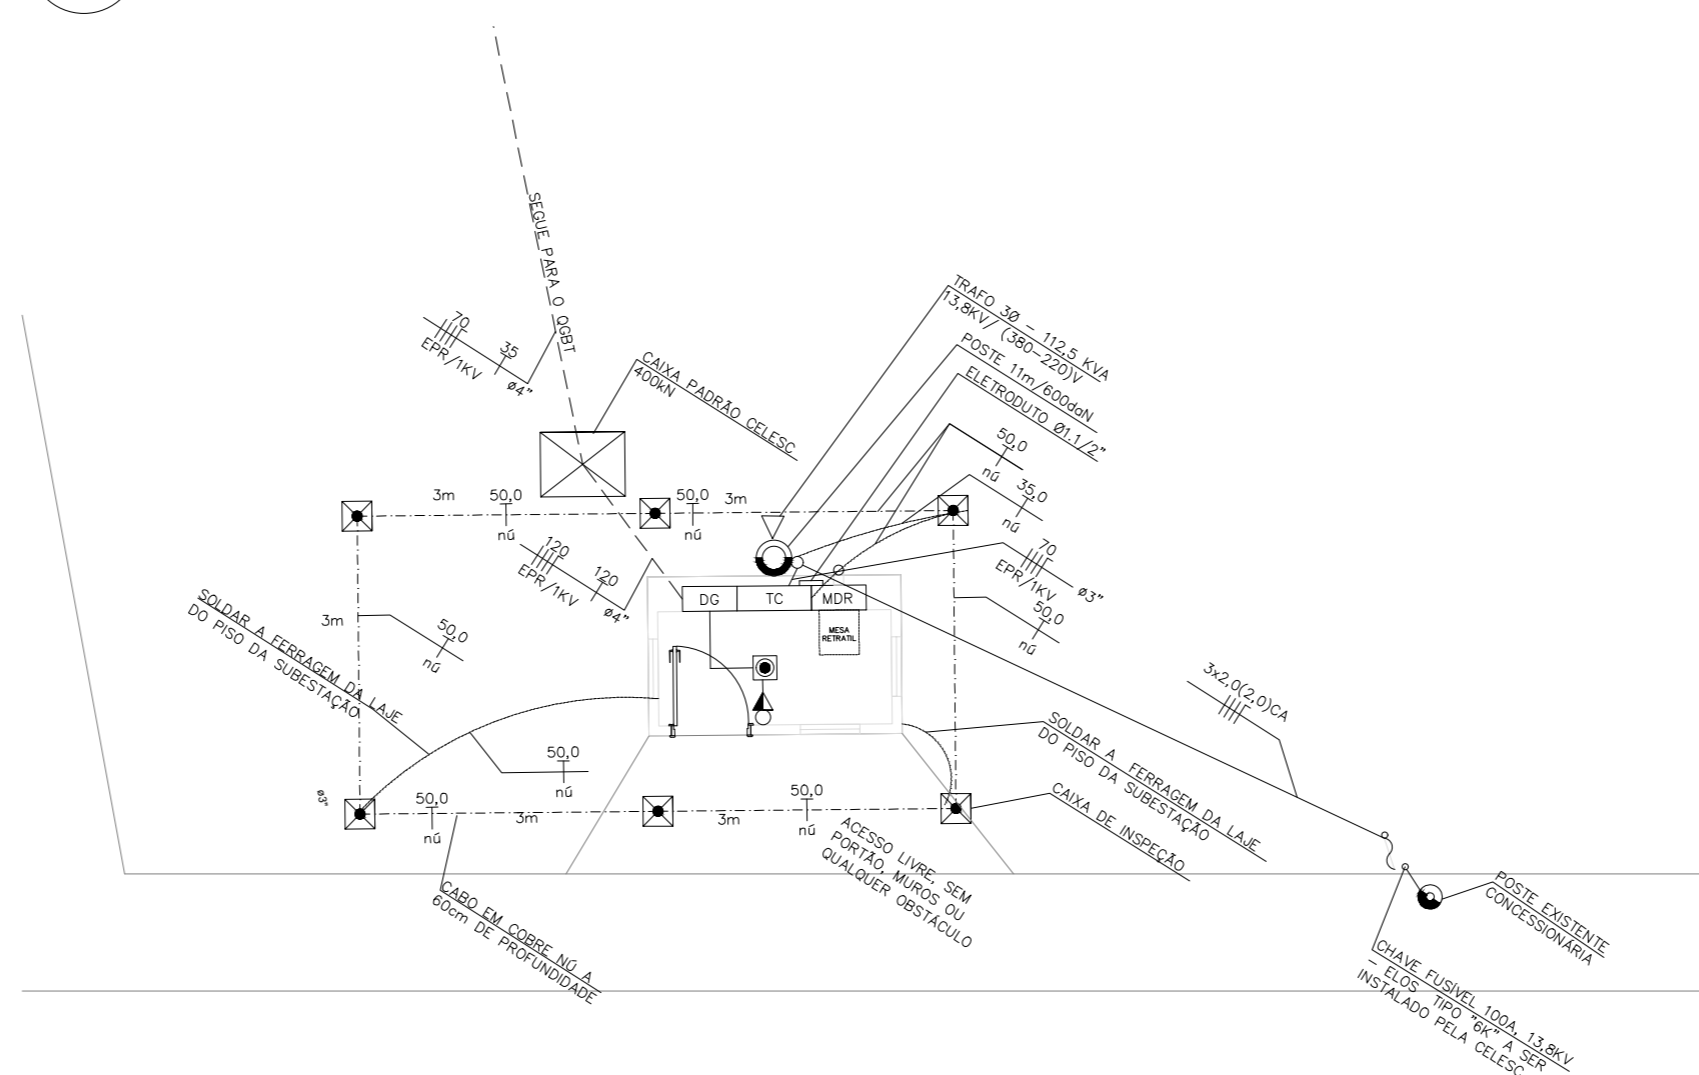 SEGUE PARA O QGBT
70
EPR/1KV
35
ø4"
CAIXA PADRÃO CELESC
400kN
TRAFO 3Ø - 112,5 KVA
13,8KV/ (380-220)V
POSTE 11m/600daN
ELETRODUTO Ø1.1/2"
50,0
nú
35,0
nú
70
EPR/1KV
ø3"
50,0
nú
3m
50,0
nú
50,0
nú
3m
120
EPR/1KV
120
ø4"
DG
TC
MDR
MESA
RETRATIL
SOLDAR A FERRAGEM DA LAJE
DO PISO DA SUBESTAÇÃO
3m
50,0
nú
3x2,0(2,0)CA
SOLDAR A FERRAGEM DA LAJE
DO PISO DA SUBESTAÇÃO
50,0
nú
ø3"
50,0
nú
3m
3m
50,0
nú
CAIXA DE INSPEÇÃO
ACESSO LIVRE, SEM
PORTÃO, MUROS OU
QUALQUER OBSTÁCULO
CABO EM COBRE NÚ A
60cm DE PROFUNDIDADE
POSTE EXISTENTE
CONCESSIONÁRIA
CHAVE FUSÍVEL 100A, 13,8KV
- ELOS TIPO "6K" A SER
INSTALADO PELA CELESC